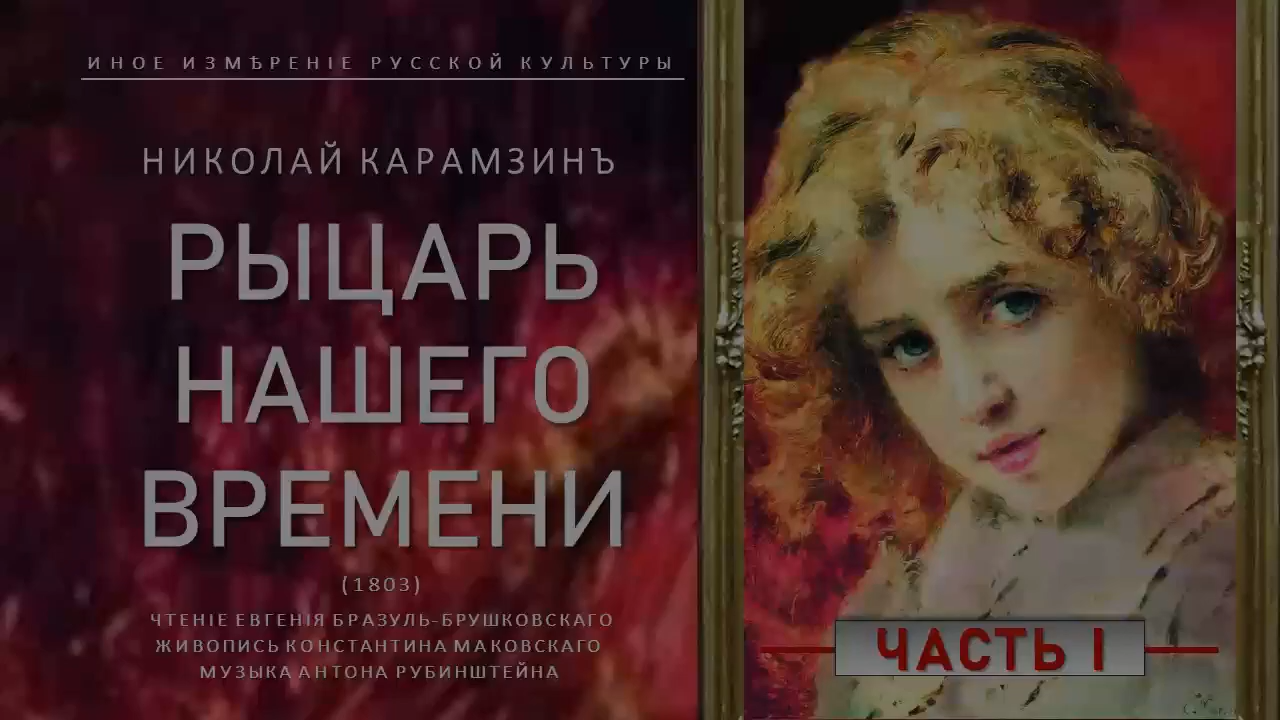 ИНОЕ ИЗМѢРЕНІЕ РУССКОЙ КУЛЬТУРЫ
НИКОЛАЙ КАРАМЗИНЪ
РЫЦАРЬ
НАШЕГО
ВРЕМЕНИ
(1803)
ЧТЕНІЕ ЕВГЕНІЯ БРАЗУЛЬ-БРУШКОВСКАГО
ЖИВОПИСЬ КОНСТАНТИНА МАКОВСКАГО
МУЗЫКА АНТОНА РУБИНШТЕЙНА
ЧАСТЬ I